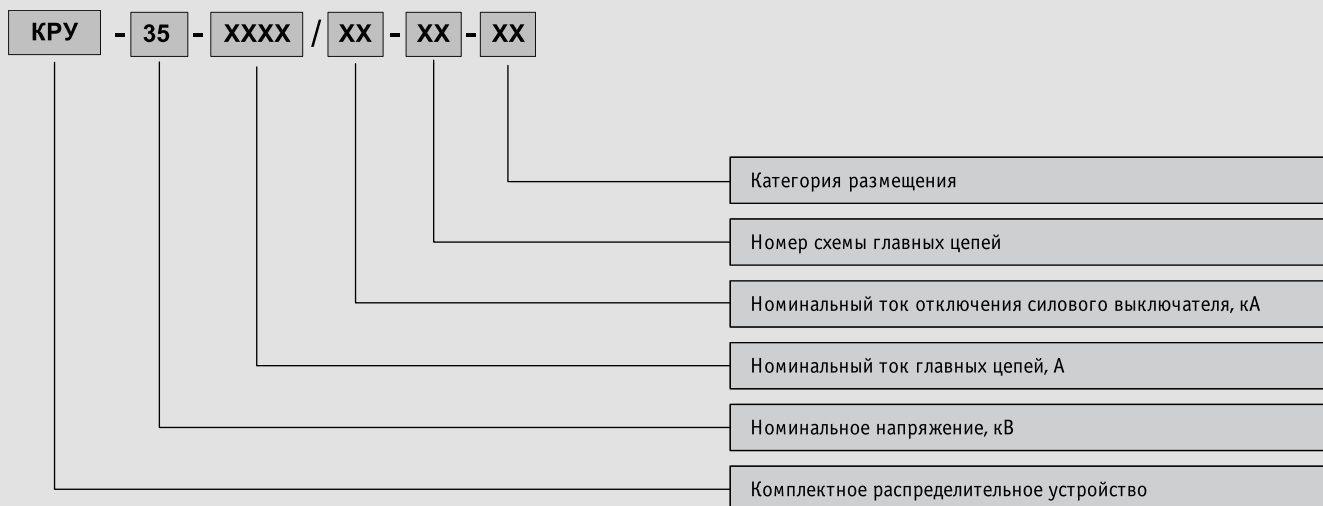 КРУ - 35 - XXXX / XX - XX - XX
Категория размещения
Номер схемы главных цепей
Номинальный ток отключения силового выключателя, кА
Номинальный ток главных цепей, А
Номинальное напряжение, кВ
Комплектное распределительное устройство